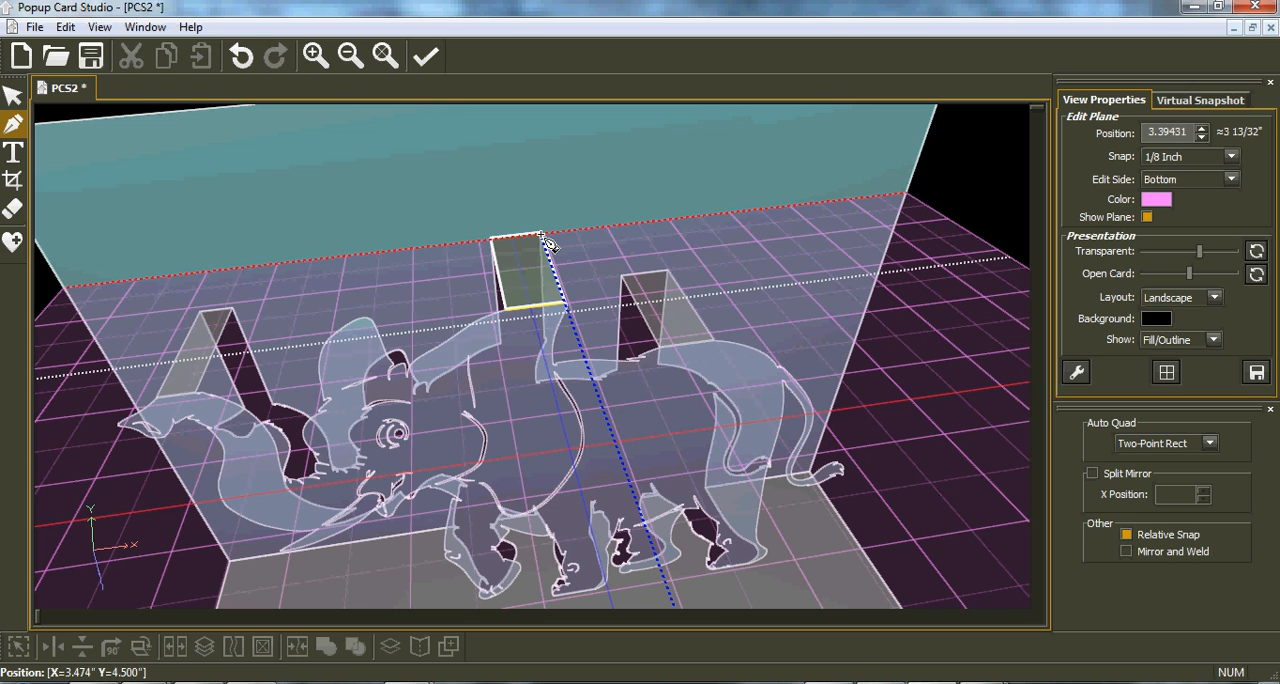 Popup Card Studio - [PCS2 *]
File Edit View Window Help
PCS2 *
T
90°
Y
X
View Properties Virtual Snapshot
Edit Plane
Position: 3.39431 ≈3 13/32"
Snap: 1/8 Inch
Edit Side: Bottom
Color:
Show Plane:
Presentation
Transparent:
Open Card:
Layout: Landscape
Background:
Show: Fill/Outline
Auto Quad
Two-Point Rect
Split Mirror
X Position:
Other
Relative Snap
Mirror and Weld
Position: [X=3.474" Y=4.500"]
NUM